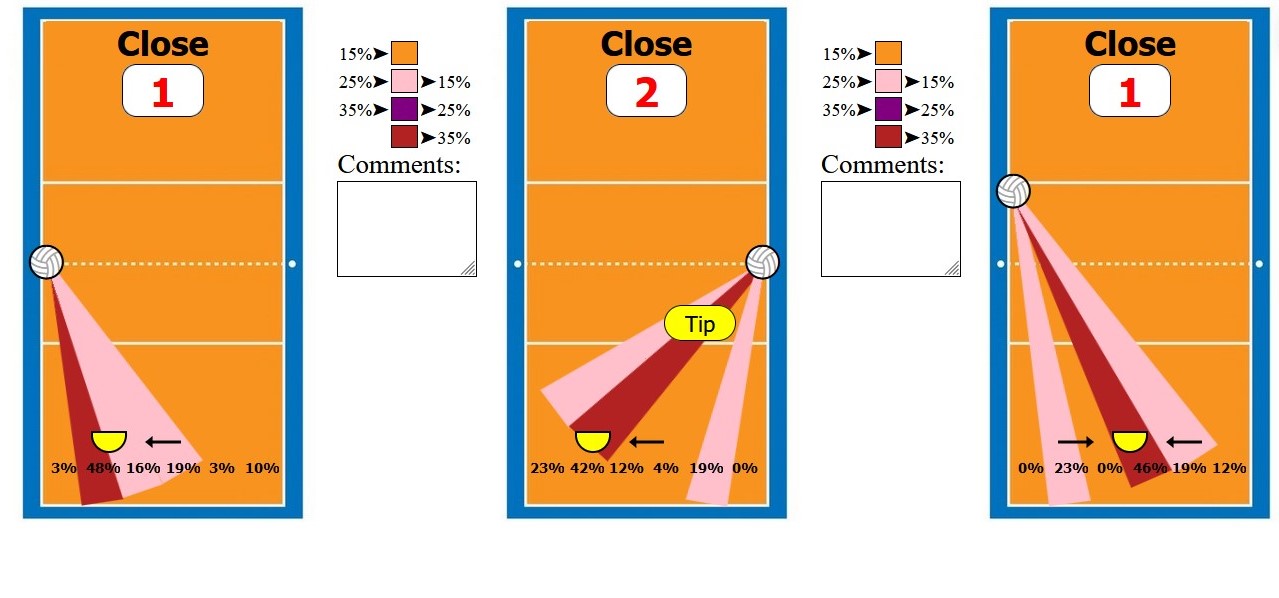 Close
1
3% 48% 16% 19% 3% 10%
15%➤
25%➤ ➤15%
35%➤ ➤25%
➤35%
Comments:
Close
2
Tip
23% 42% 12% 4% 19% 0%
15%➤
25%➤ ➤15%
35%➤ ➤25%
➤35%
Comments:
Close
1
0% 23% 0% 46% 19% 12%